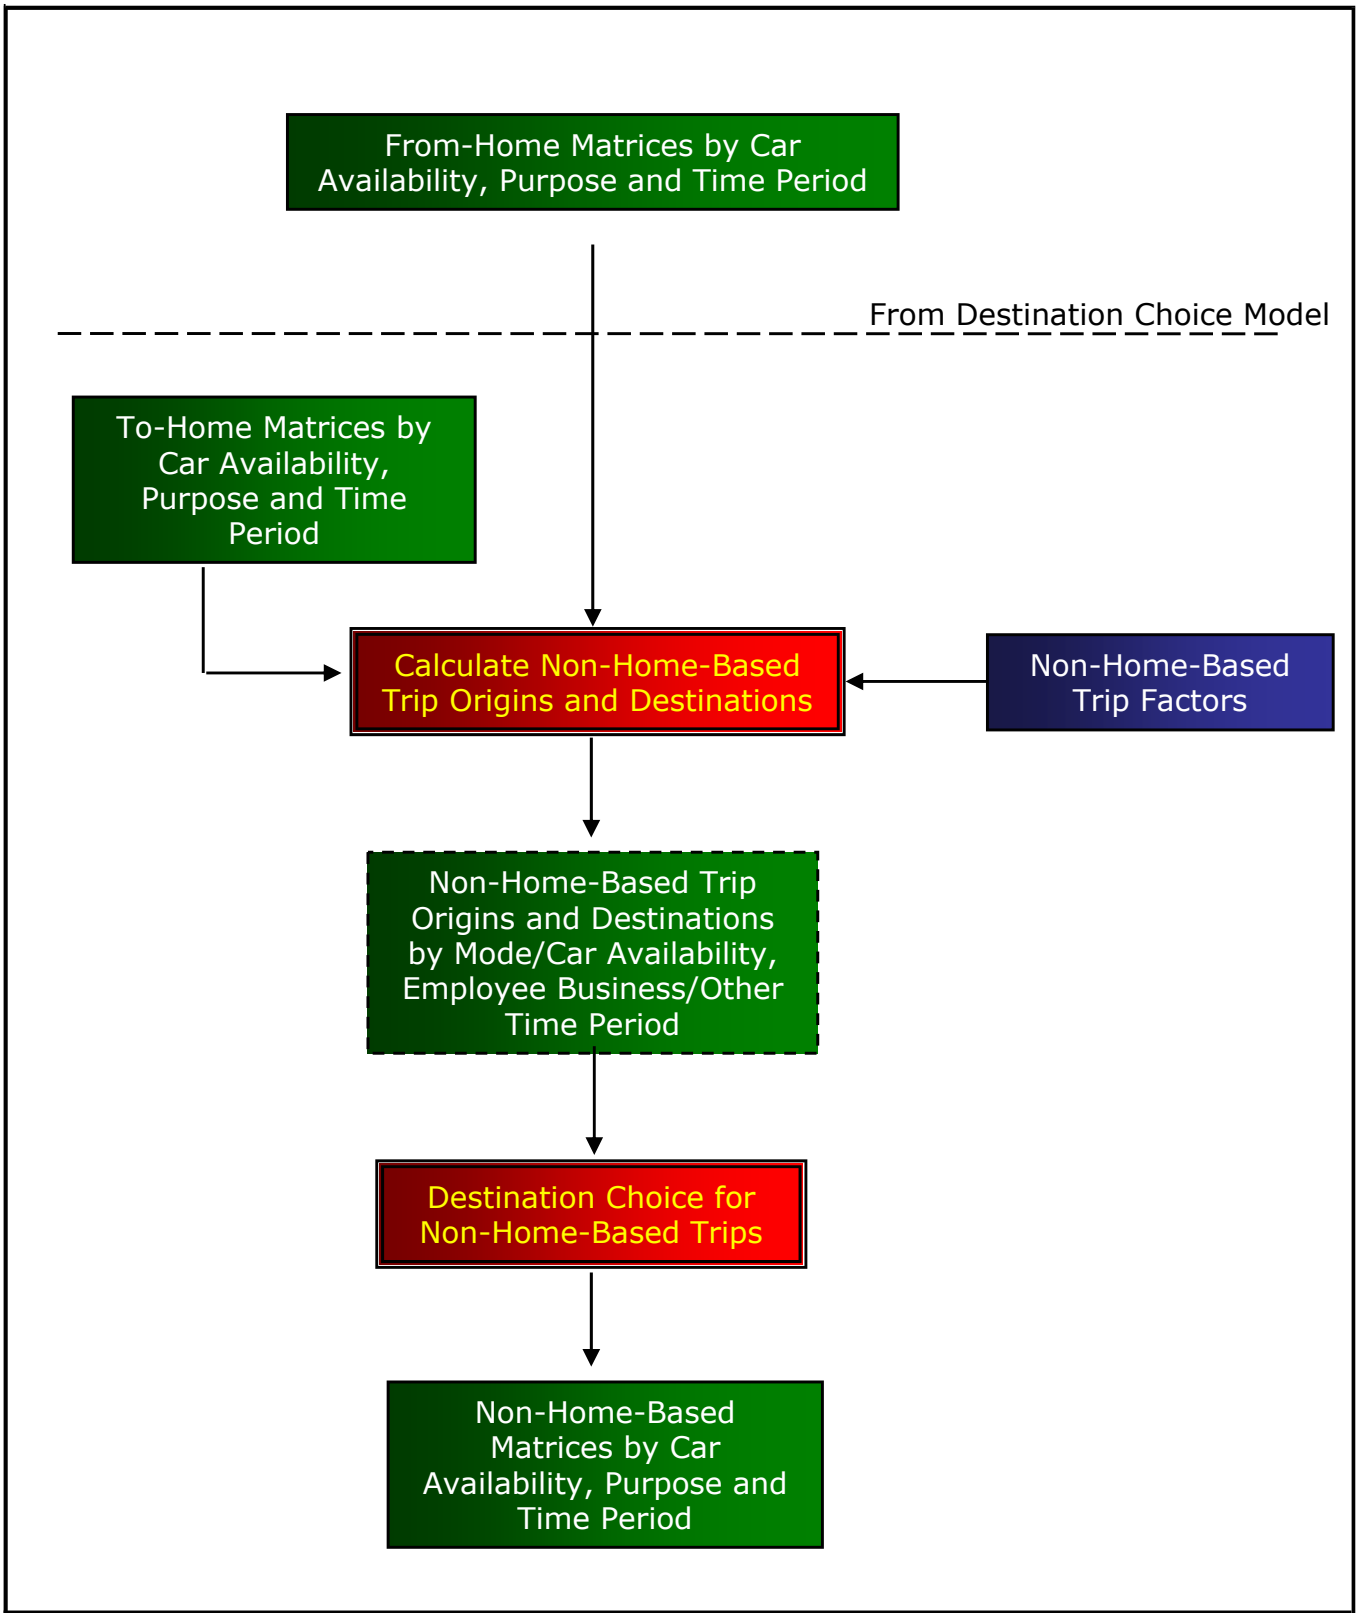 From-Home Matrices by Car
Availability, Purpose and Time Period
From Destination Choice Model
To-Home Matrices by
Car Availability,
Purpose and Time
Period
Calculate Non-Home-Based
Trip Origins and Destinations
Non-Home-Based
Trip Factors
Non-Home-Based Trip
Origins and Destinations
by Mode/Car Availability,
Employee Business/Other
Time Period
Destination Choice for
Non-Home-Based Trips
Non-Home-Based
Matrices by Car
Availability, Purpose and
Time Period